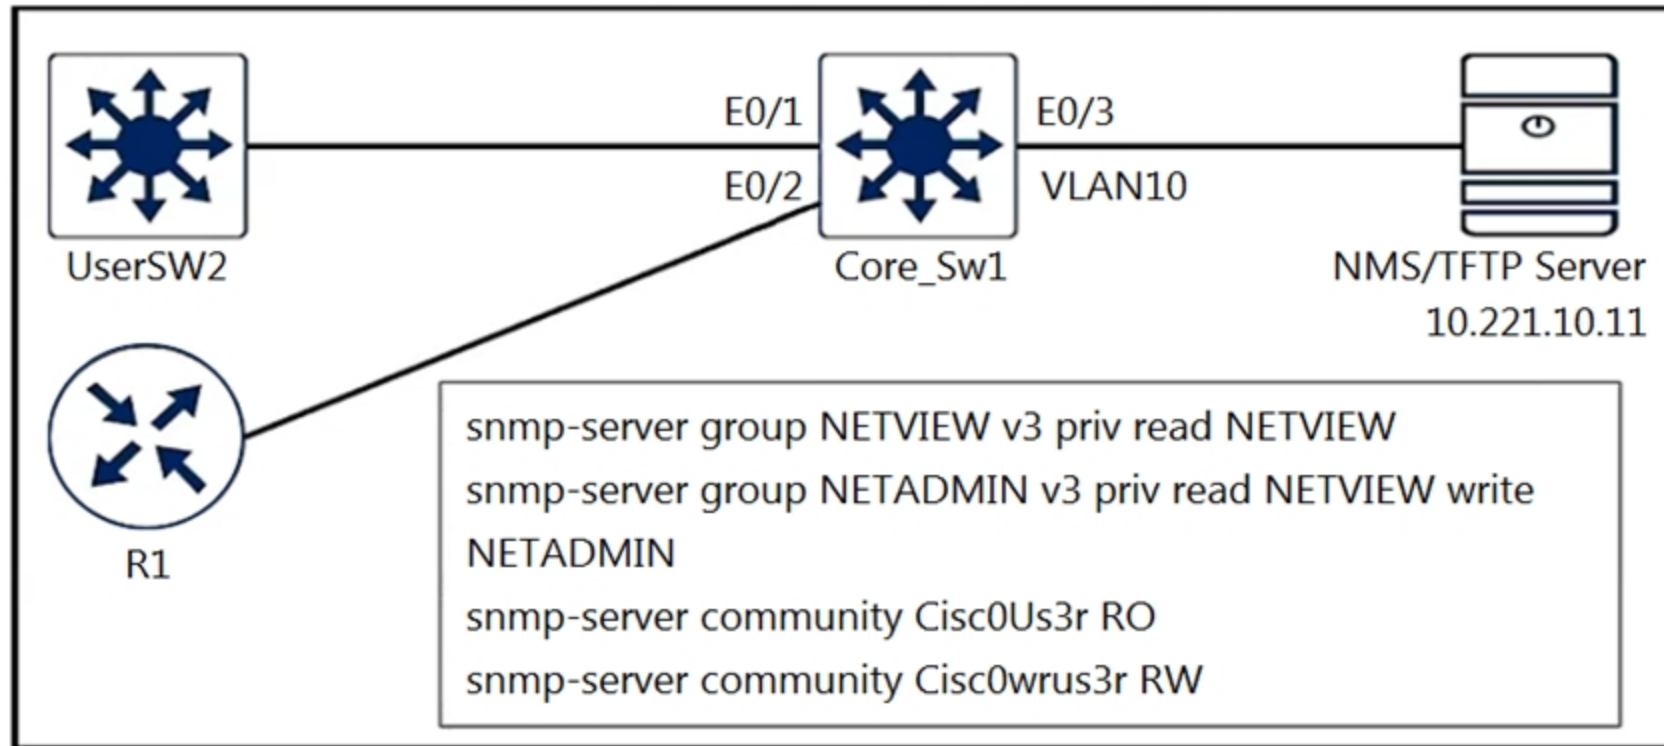 E0/1
E0/3
E0/2
VLAN10
UserSW2
Core_Sw1
NMS/TFTP Server
10.221.10.11
R1
snmp-server group NETVIEW v3 priv read NETVIEW
snmp-server group NETADMIN v3 priv read NETVIEW write
NETADMIN
snmp-server community Cisc0Us3r RO
snmp-server community Cisc0wrus3r RW